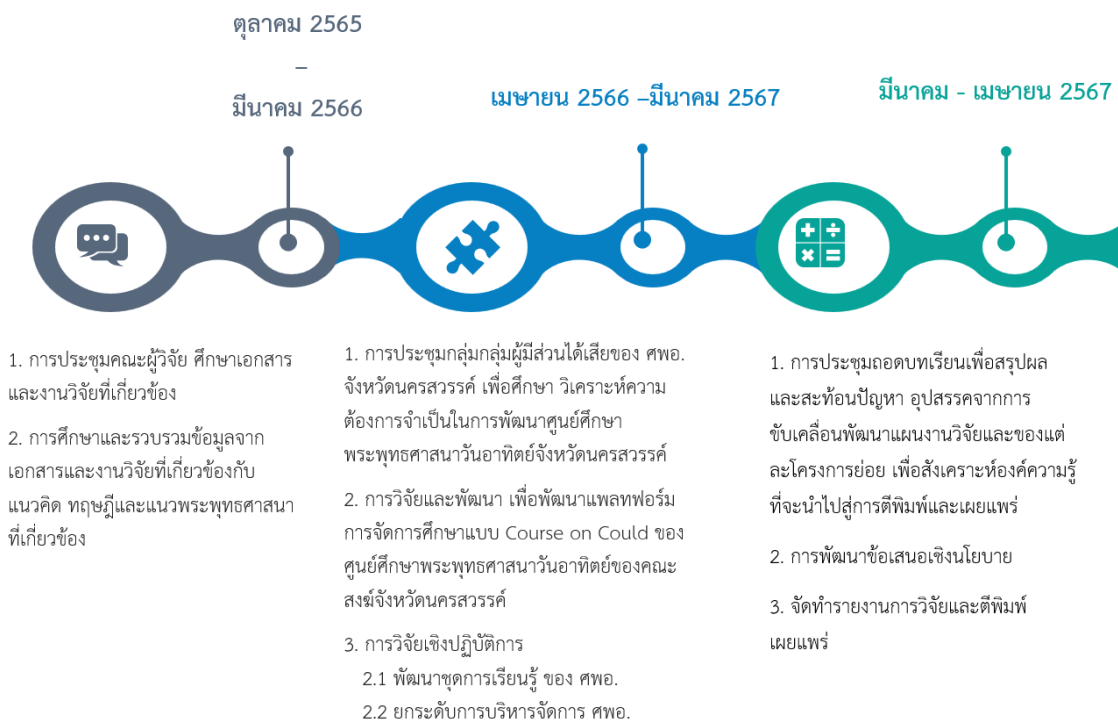 ตุลาคม 2565
–
มีนาคม 2566
เมษายน 2566 –มีนาคม 2567
มีนาคม - เมษายน 2567
1. การประชุมคณะผู้วิจัย ศึกษาเอกสาร
และงานวิจัยที่เกี่ยวข้อง
2. การศึกษาและรวบรวมข้อมูลจาก
เอกสารและงานวิจัยที่เกี่ยวข้องกับ
แนวคิด ทฤษฎีและแนวพระพุทธศาสนา
ที่เกี่ยวข้อง
1. การประชุมกลุ่มกลุ่มผู้มีส่วนได้เสียของ ศพอ.
จังหวัดนครสวรรค์ เพื่อศึกษา วิเคราะห์ความ
ต้องการจำเป็นในการพัฒนาศูนย์ศึกษา
พระพุทธศาสนาวันอาทิตย์จังหวัดนครสวรรค์
2. การวิจัยและพัฒนา เพื่อพัฒนาแพลทฟอร์ม
การจัดการศึกษาแบบ Course on Could ของ
ศูนย์ศึกษาพระพุทธศาสนาวันอาทิตย์ของคณะ
สงฆ์จังหวัดนครสวรรค์
3. การวิจัยเชิงปฏิบัติการ
2.1 พัฒนาชุดการเรียนรู้ ของ ศพอ.
2.2 ยกระดับการบริหารจัดการ ศพอ.
1. การประชุมถอดบทเรียนเพื่อสรุปผล
และสะท้อนปัญหา อุปสรรคจากการ
ขับเคลื่อนพัฒนาแผนงานวิจัยและของแต่
ละโครงการย่อย เพื่อสังเคราะห์องค์ความรู้
ที่จะนำไปสู่การตีพิมพ์และเผยแพร่
2. การพัฒนาข้อเสนอเชิงนโยบาย
3. จัดทำรายงานการวิจัยและตีพิมพ์
เผยแพร่